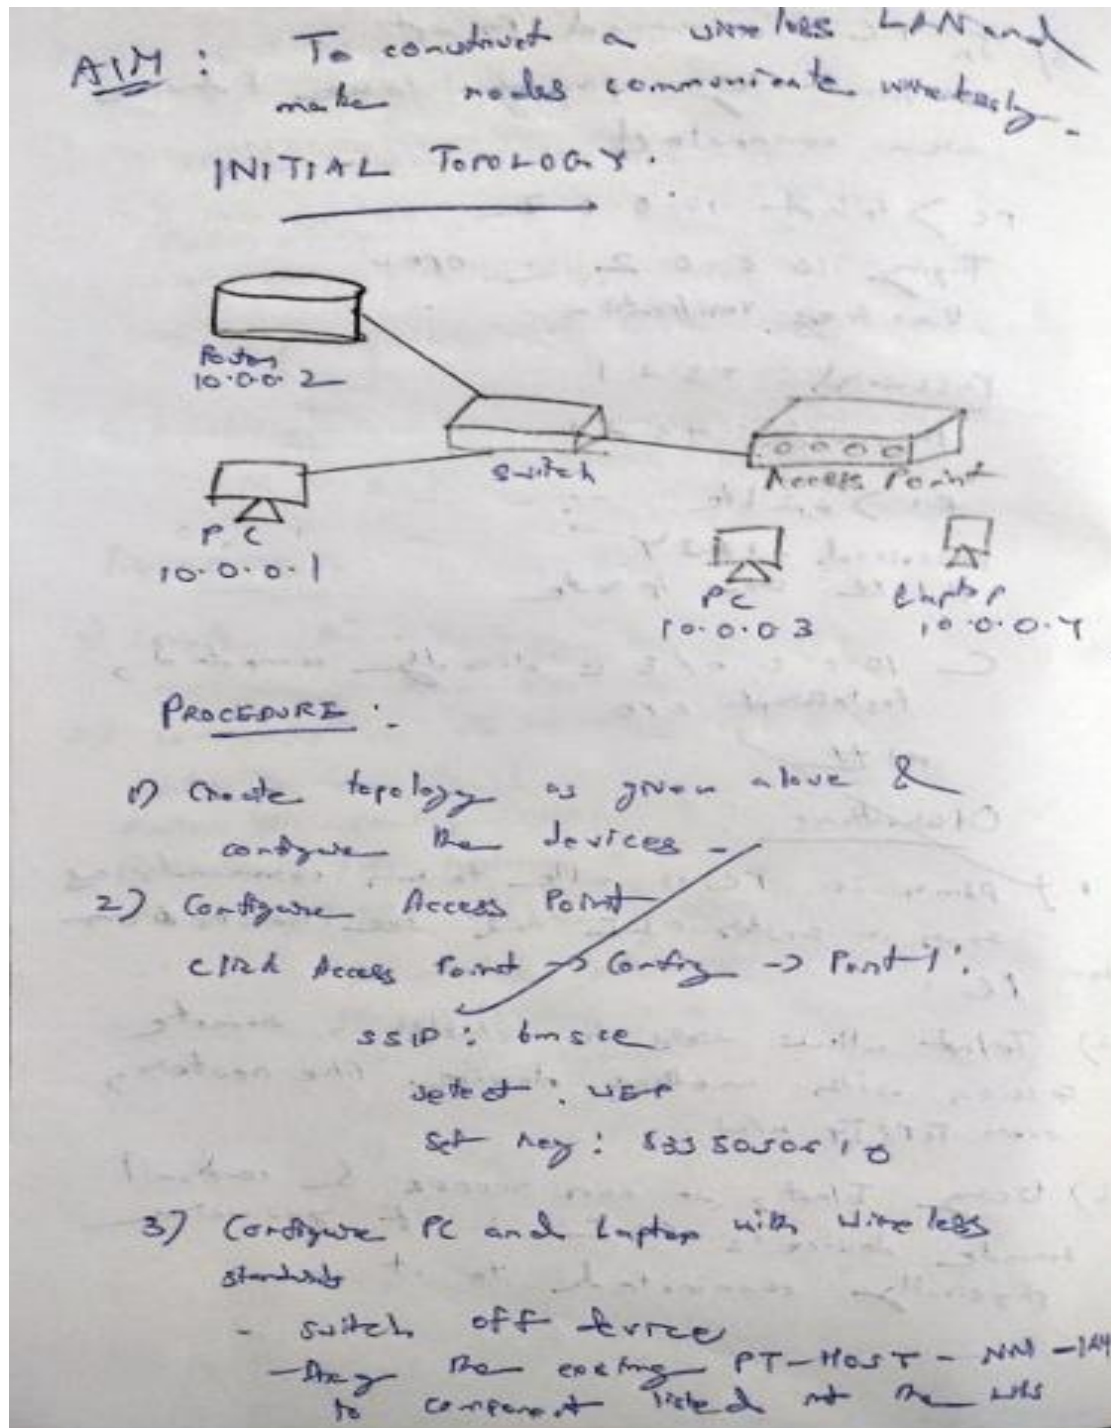 AIM : To construct a wireless LAN and
make nodes communicate wirelessly.
INITIAL TOPOLOGY.
Router
10.0.0.2
Switch
Access Point
PC
10.0.0.1
PC
10.0.0.3
Laptop
10.0.0.4
PROCEDURE :
1) Create topology as given above &
configure the devices
2) Configure Access Point
Click Access Point -> Config -> Port 1 :
SSID : bmsce
select : WEP
Set key :
3) Configure PC and Laptop with wireless
standards
- switch off device
- Drag the existing PT-HOST-NM-1AM
to component listed at the LHS